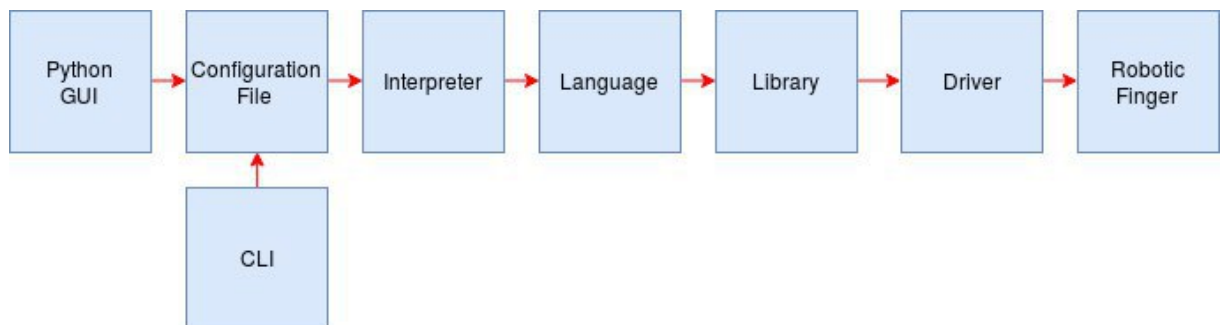 Python
GUI
Configuration
File
Interpreter
Language
Library
Driver
Robotic
Finger
CLI